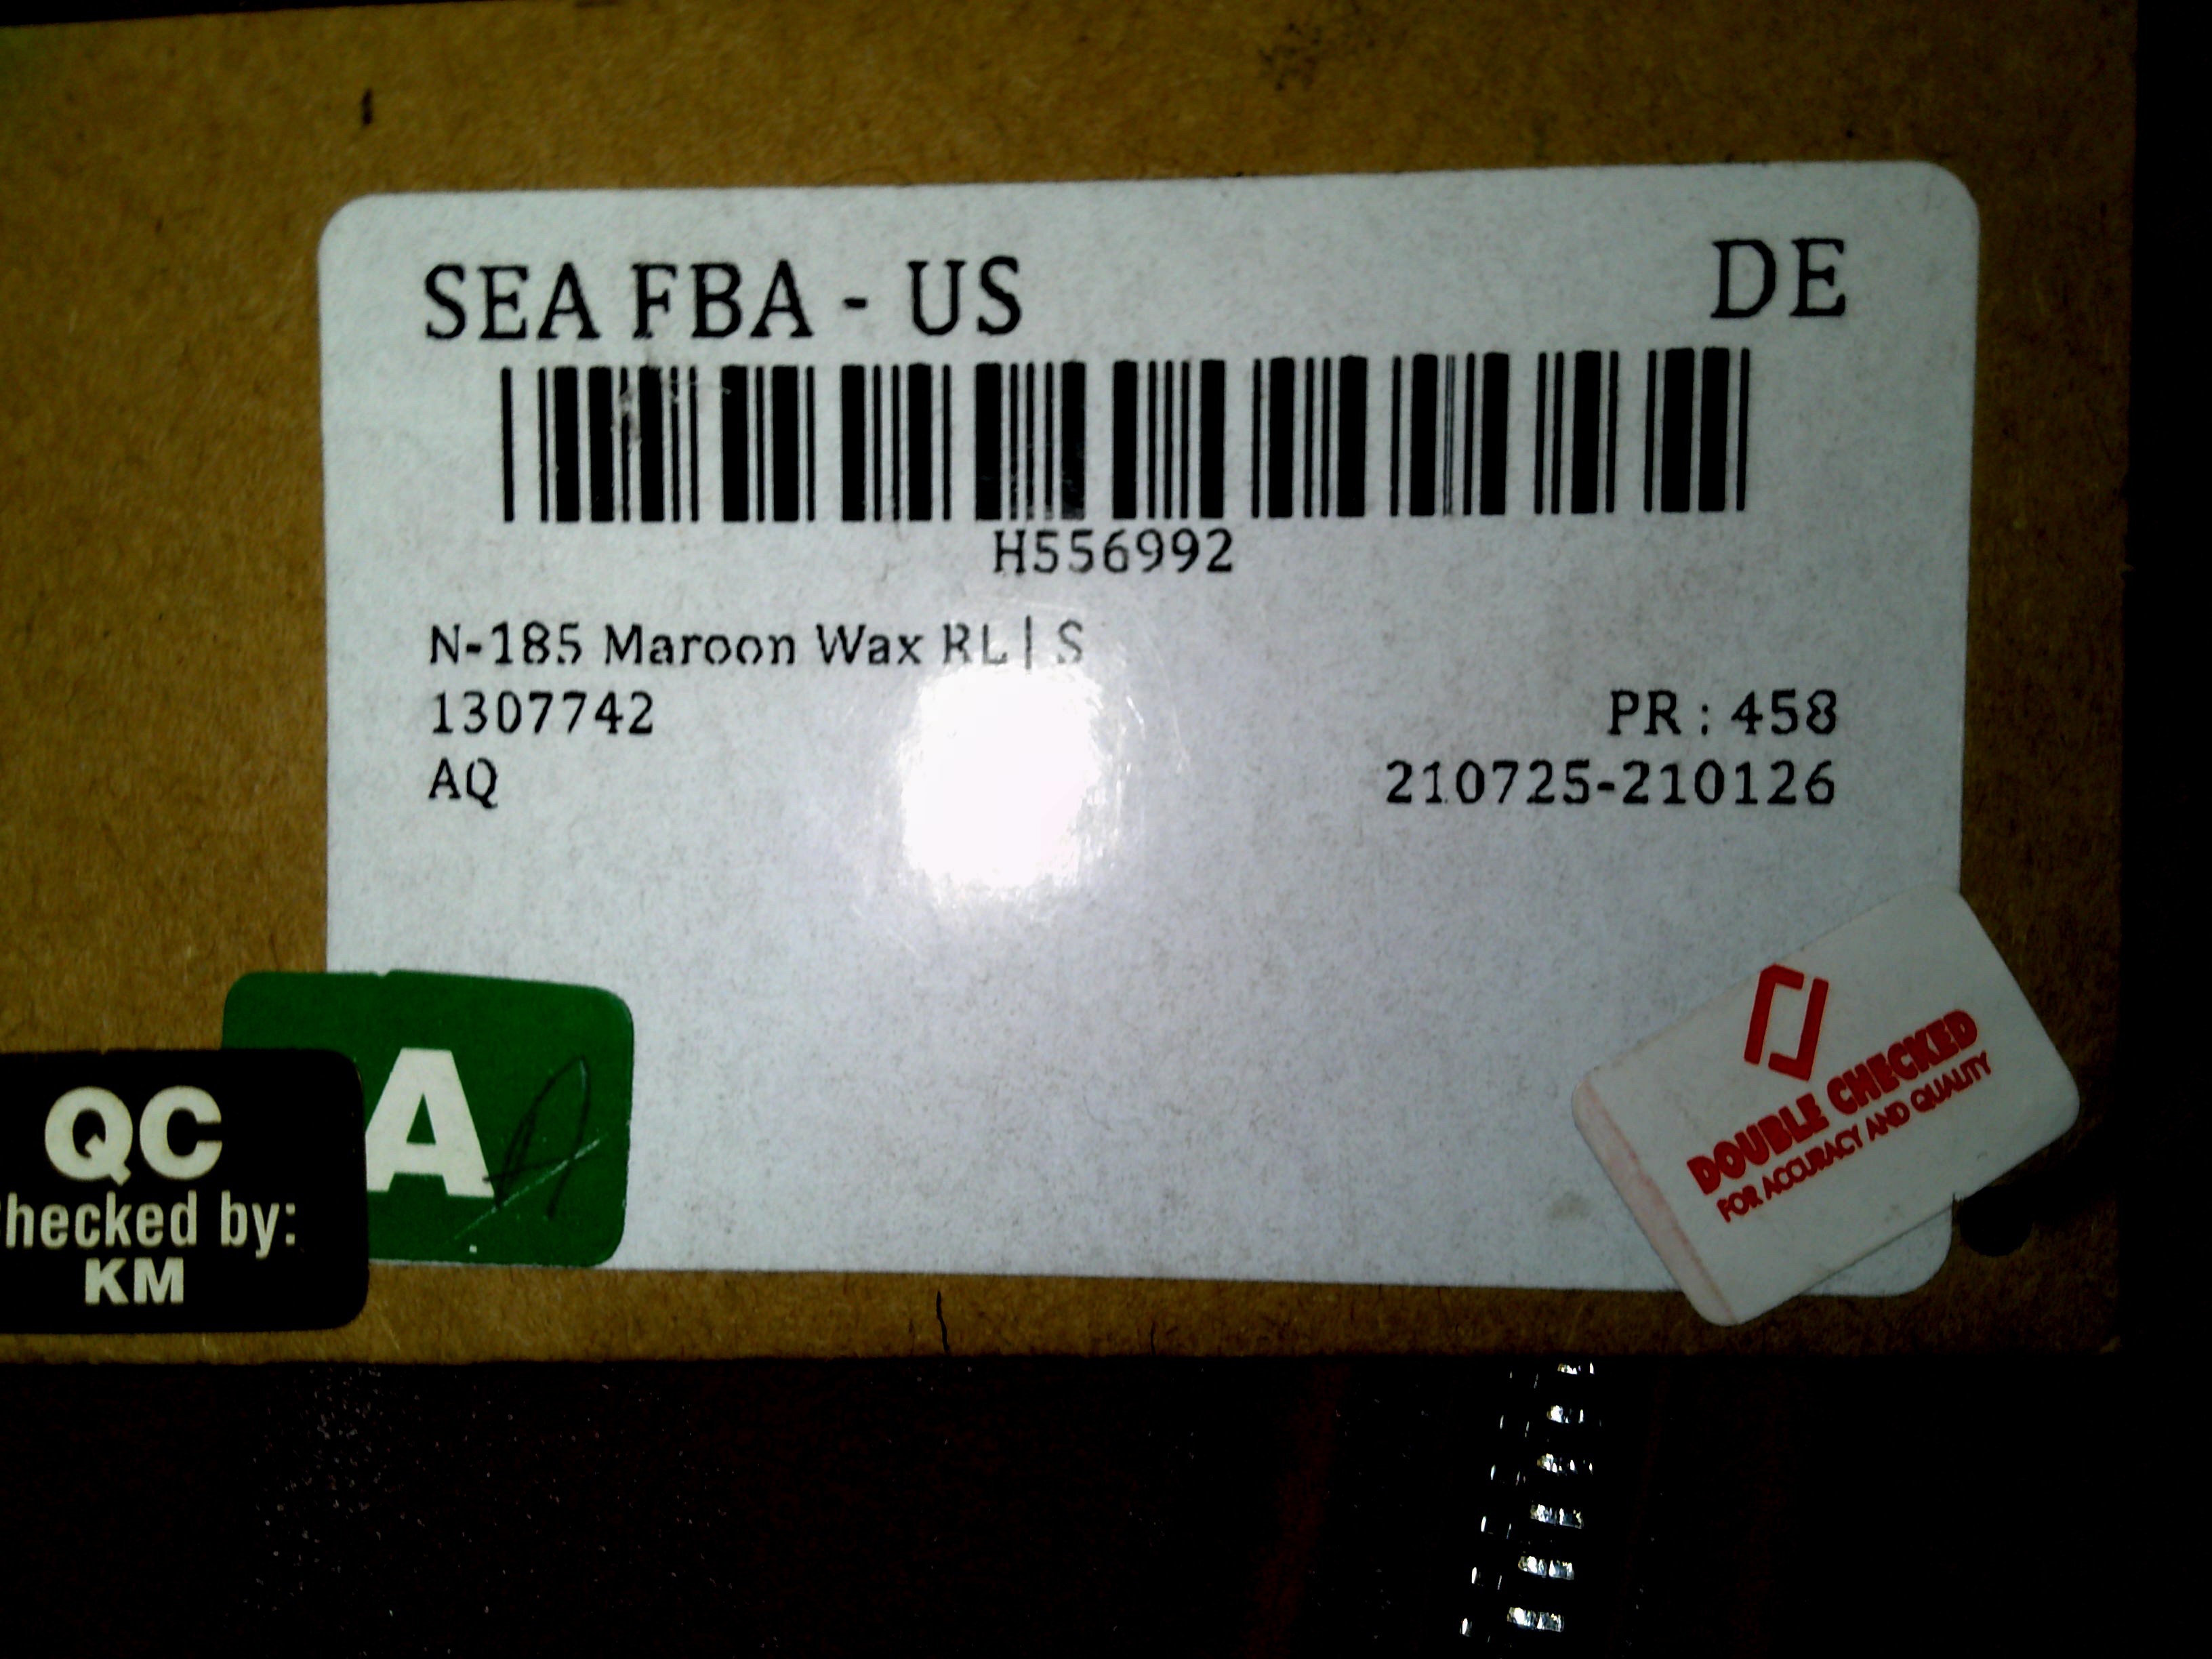 SEA FBA - US
DE
H556992
N-185 Maroon Wax RL | S
1307742
PR : 458
AQ
210725-210126
A
QC
hecked by:
KM
DOUBLE CHECKED
FOR ACCURACY AND QUALITY